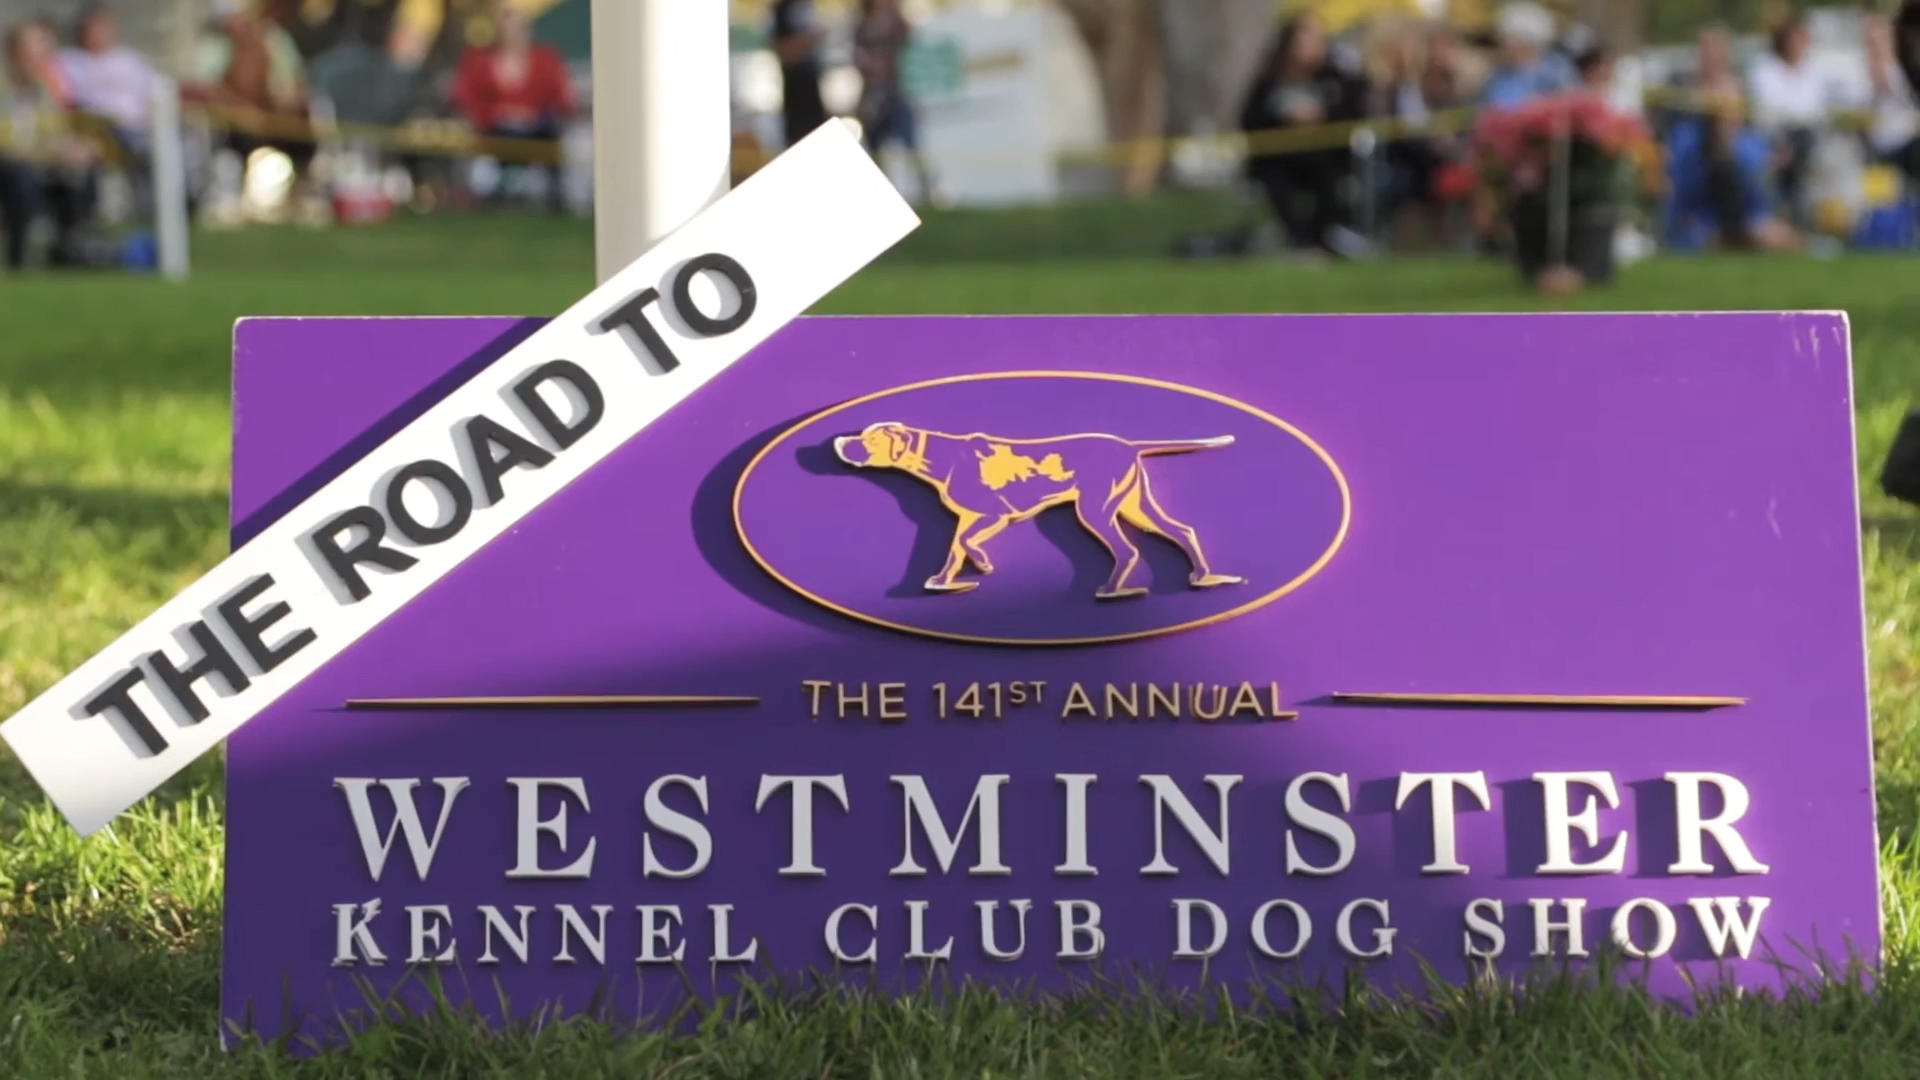 THE ROAD TO
THE 141ST ANNUAL
WESTMINSTER
KENNEL CLUB DOG SHOW